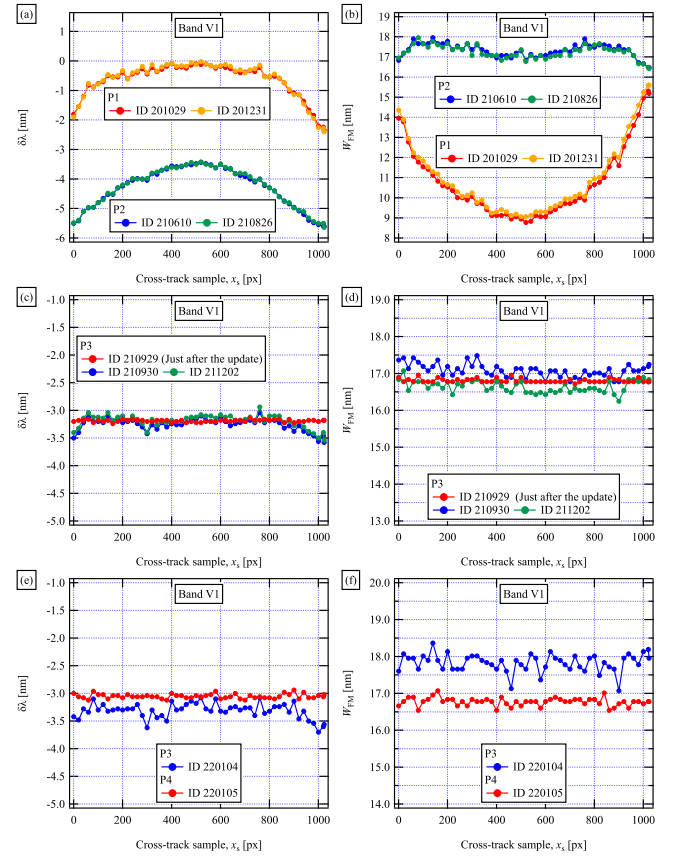 (a)
Band V1
1
0
-1
-2
-3
-4
-5
-6
δλ [nm]
P1
ID 201029 ID 201231
P2
ID 210610 ID 210826
0 200 400 600 800 1000
Cross-track sample, xs [px]
(b)
Band V1
19
18
17
16
15
14
13
12
11
10
9
8
WFM [nm]
P2
ID 210610 ID 210826
P1
ID 201029 ID 201231
0 200 400 600 800 1000
Cross-track sample, xs [px]
(c)
Band V1
-1.0
-1.5
-2.0
-2.5
-3.0
-3.5
-4.0
-4.5
-5.0
δλ [nm]
P3
ID 210929 (Just after the update)
ID 210930 ID 211202
0 200 400 600 800 1000
Cross-track sample, xs [px]
(d)
Band V1
19.0
18.0
17.0
16.0
15.0
14.0
13.0
WFM [nm]
P3
ID 210929 (Just after the update)
ID 210930 ID 211202
0 200 400 600 800 1000
Cross-track sample, xs [px]
(e)
Band V1
-1.0
-1.5
-2.0
-2.5
-3.0
-3.5
-4.0
-4.5
-5.0
δλ [nm]
P3
ID 220104
P4
ID 220105
0 200 400 600 800 1000
Cross-track sample, xs [px]
(f)
Band V1
20.0
19.0
18.0
17.0
16.0
15.0
14.0
WFM [nm]
P3
ID 220104
P4
ID 220105
0 200 400 600 800 1000
Cross-track sample, xs [px]